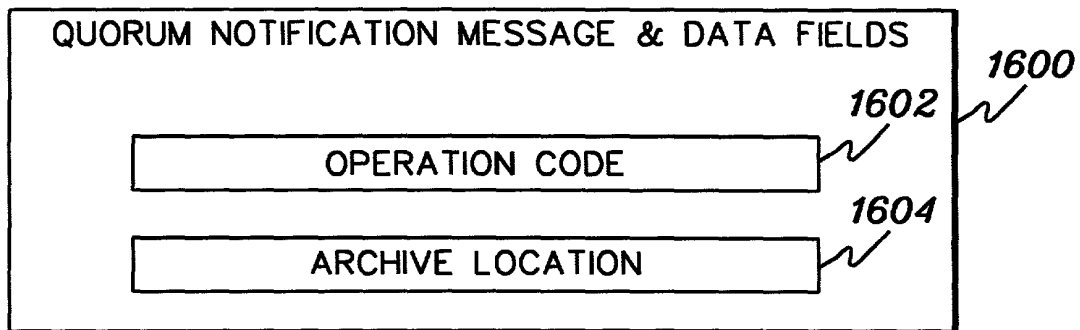 QUORUM NOTIFICATION MESSAGE & DATA FIELDS
1600
1602
OPERATION CODE
1604
ARCHIVE LOCATION